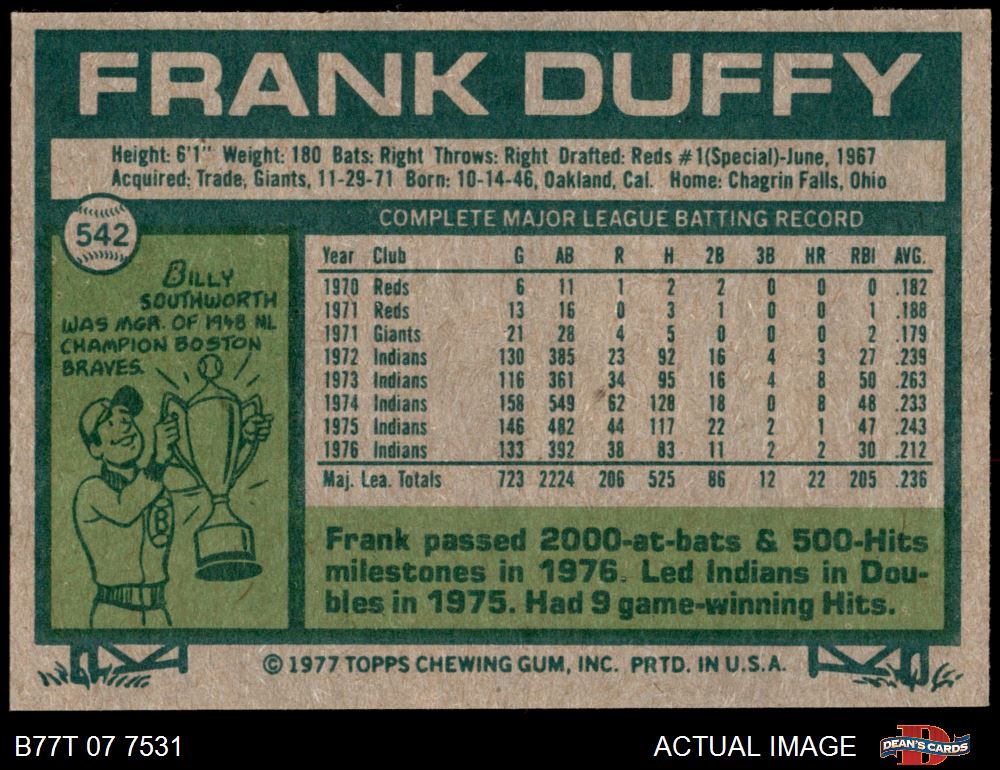 FRANK DUFFY
Height: 6'1" Weight: 180 Bats: Right Throws: Right Drafted: Reds #1(Special)-June, 1967
Acquired: Trade, Giants, 11-29-71 Born: 10-14-46, Oakland, Cal. Home: Chagrin Falls, Ohio
542
BILLY
SOUTHWORTH
WAS MGR. OF 1948 NL
CHAMPION BOSTON
BRAVES.
B
COMPLETE MAJOR LEAGUE BATTING RECORD
Year Club G AB R H 2B 3B HR RBI AVG.
1970 Reds 6 11 1 2 2 0 0 0 .182
1971 Reds 13 16 0 3 1 0 0 1 .188
1971 Giants 21 28 4 5 0 0 0 2 .179
1972 Indians 130 385 23 92 16 4 3 27 .239
1973 Indians 116 361 34 95 16 4 8 50 .263
1974 Indians 158 549 62 128 18 0 8 48 .233
1975 Indians 146 482 44 117 22 2 1 47 .243
1976 Indians 133 392 38 83 11 2 2 30 .212
Maj. Lea. Totals 723 2224 206 525 86 12 22 205 .236
Frank passed 2000-at-bats & 500-Hits
milestones in 1976. Led Indians in Dou-
bles in 1975. Had 9 game-winning Hits.
© 1977 TOPPS CHEWING GUM, INC. PRTD. IN U.S.A.
B77T 07 7531
ACTUAL IMAGE
D
DEAN'S CARDS